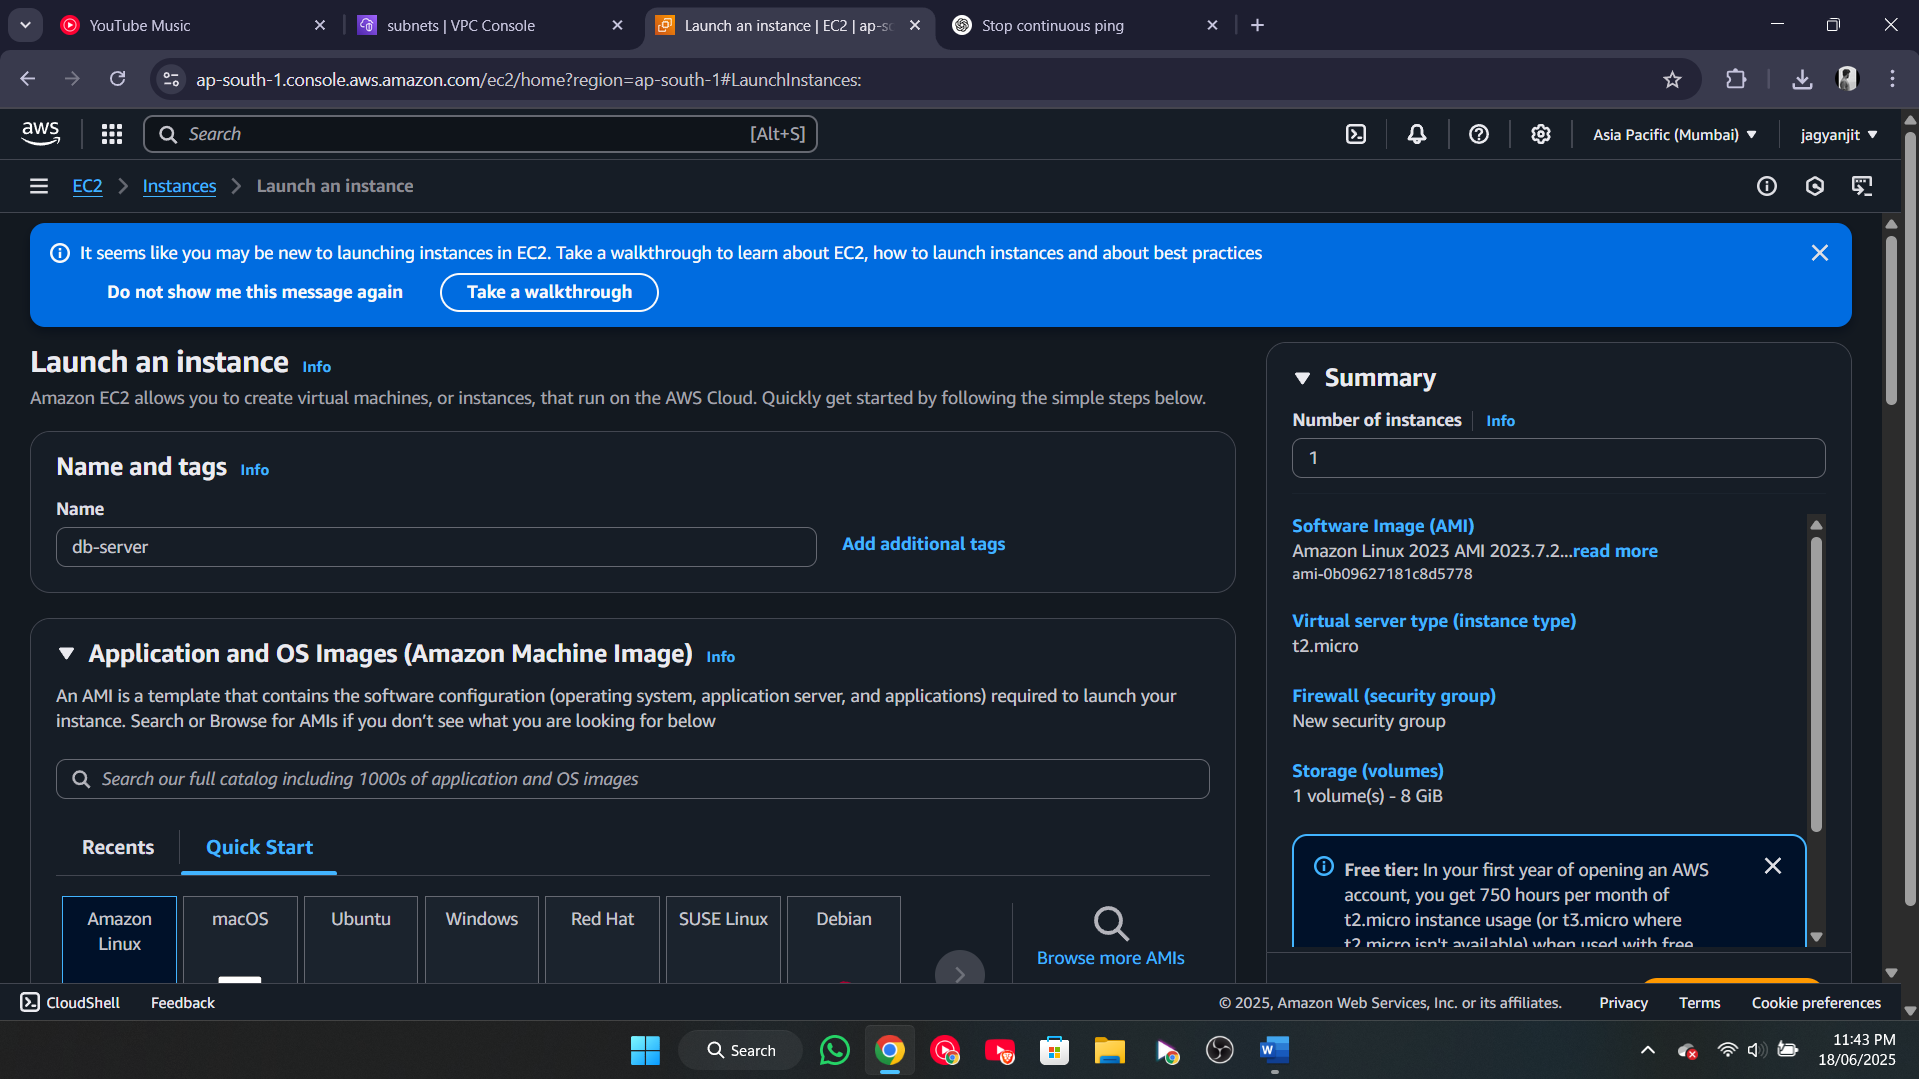 YouTube Music
subnets | VPC Console
Launch an instance | EC2 | ap-so
Stop continuous ping
ap-south-1.console.aws.amazon.com/ec2/home?region=ap-south-1#LaunchInstances:
aws
Search
[Alt+S]
Asia Pacific (Mumbai)
jagyanjit
EC2
Instances
Launch an instance
It seems like you may be new to launching instances in EC2. Take a walkthrough to learn about EC2, how to launch instances and about best practices
Do not show me this message again
Take a walkthrough
Launch an instance Info
Amazon EC2 allows you to create virtual machines, or instances, that run on the AWS Cloud. Quickly get started by following the simple steps below.
Name and tags Info
Name
db-server
Add additional tags
Application and OS Images (Amazon Machine Image) Info
An AMI is a template that contains the software configuration (operating system, application server, and applications) required to launch your
instance. Search or Browse for AMIs if you don’t see what you are looking for below
Search our full catalog including 1000s of application and OS images
Recents
Quick Start
Amazon
Linux
macOS
Ubuntu
Windows
Red Hat
SUSE Linux
Debian
Browse more AMIs
Summary
Number of instances
Info
1
Software Image (AMI)
Amazon Linux 2023 AMI 2023.7.2...read more
ami-0b09627181c8d5778
Virtual server type (instance type)
t2.micro
Firewall (security group)
New security group
Storage (volumes)
1 volume(s) - 8 GiB
Free tier: In your first year of opening an AWS
account, you get 750 hours per month of
t2.micro instance usage (or t3.micro where
t2.micro isn't available) when used with free
CloudShell
Feedback
© 2025, Amazon Web Services, Inc. or its affiliates.
Privacy
Terms
Cookie preferences
Search
11:43 PM
18/06/2025